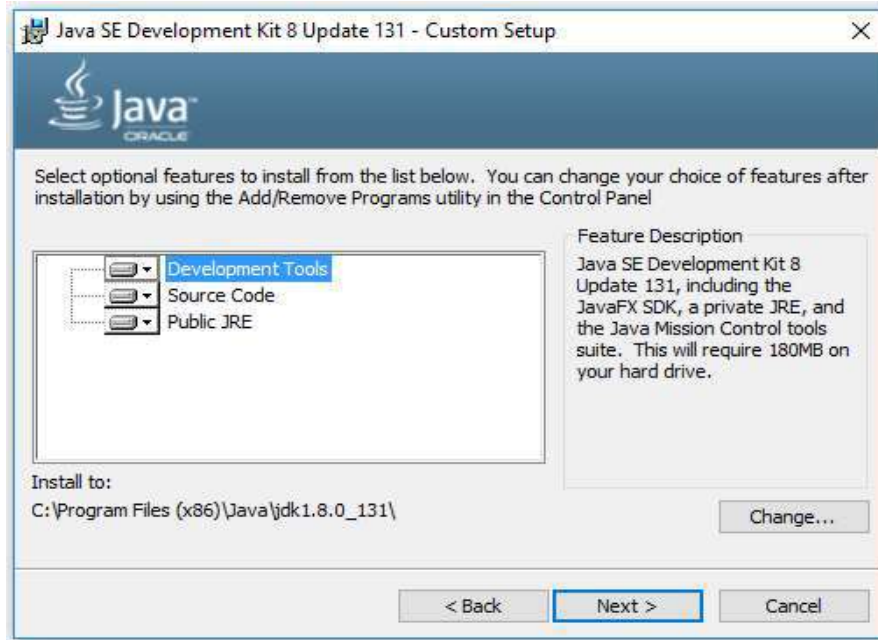 Java SE Development Kit 8 Update 131 - Custom Setup
Java
ORACLE
Select optional features to install from the list below. You can change your choice of features after
installation by using the Add/Remove Programs utility in the Control Panel
Development Tools
Source Code
Public JRE
Feature Description
Java SE Development Kit 8
Update 131, including the
JavaFX SDK, a private JRE, and
the Java Mission Control tools
suite. This will require 180MB on
your hard drive.
Install to:
C:\Program Files (x86)\Java\jdk1.8.0_131\
Change...
< Back
Next >
Cancel